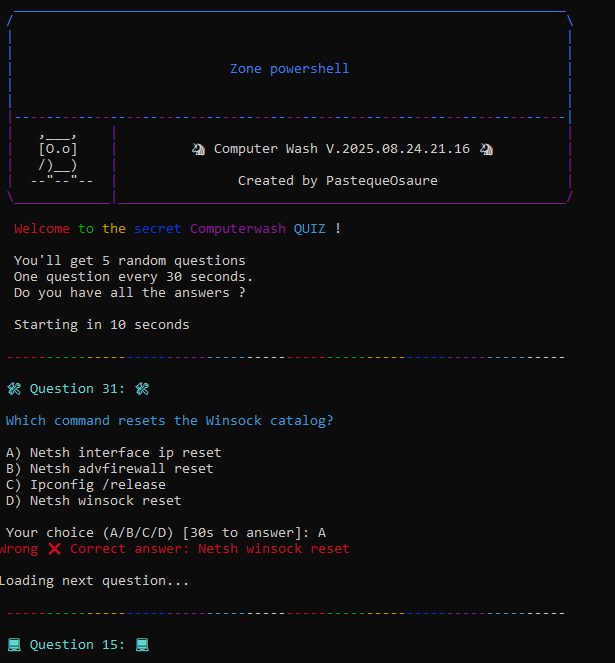 Zone powershell
,___,
[O.o]
/)__)
--"--"--
🦄 Computer Wash V.2025.08.24.21.16 🦄
Created by PastequeOsaure
Welcome to the secret Computerwash QUIZ !
You'll get 5 random questions
One question every 30 seconds.
Do you have all the answers ?
Starting in 10 seconds
🛠 Question 31: 🛠
Which command resets the Winsock catalog?
A) Netsh interface ip reset
B) Netsh advfirewall reset
C) Ipconfig /release
D) Netsh winsock reset
Your choice (A/B/C/D) [30s to answer]: A
Wrong ❌ Correct answer: Netsh winsock reset
Loading next question...
💻 Question 15: 💻